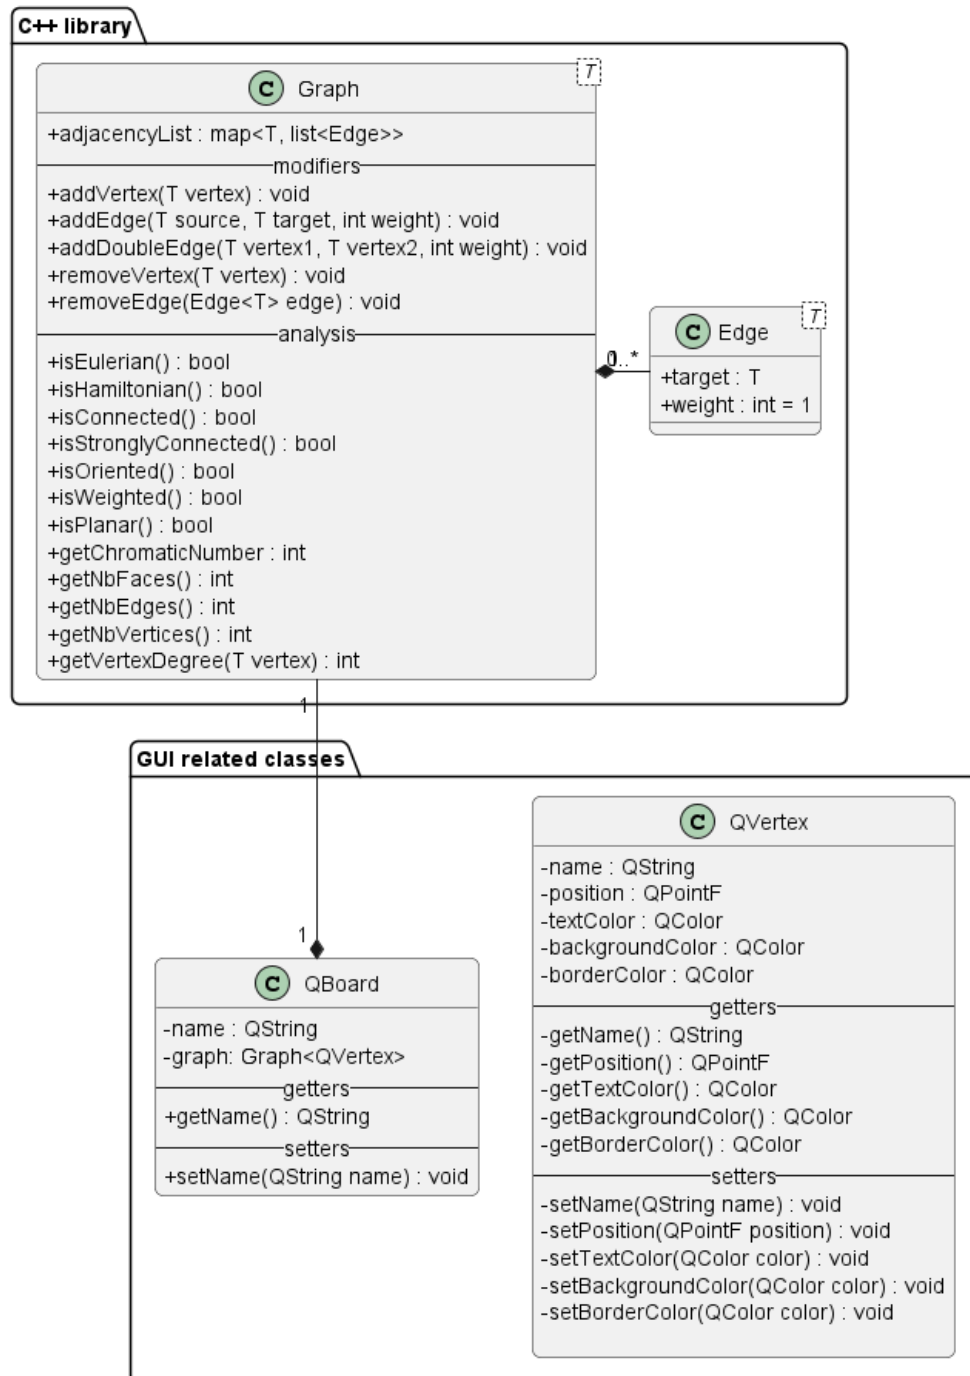 C++ library
C Graph T
+adjacencyList : map<T, list<Edge>>
modifiers
+addVertex(T vertex) : void
+addEdge(T source, T target, int weight) : void
+addDoubleEdge(T vertex1, T vertex2, int weight) : void
+removeVertex(T vertex) : void
+removeEdge(Edge<T> edge) : void
analysis
+isEulerian() : bool
+isHamiltonian() : bool
+isConnected() : bool
+isStronglyConnected() : bool
+isOriented() : bool
+isWeighted() : bool
+isPlanar() : bool
+getChromaticNumber : int
+getNbFaces() : int
+getNbEdges() : int
+getNbVertices() : int
+getVertexDegree(T vertex) : int
C Edge T
+target : T
+weight : int = 1
1
GUI related classes
1
C QBoard
-name : QString
-graph: Graph<QVertex>
getters
+getName() : QString
setters
+setName(QString name) : void
C QVertex
-name : QString
-position : QPointF
-textColor : QColor
-backgroundColor : QColor
-borderColor : QColor
getters
-getName() : QString
-getPosition() : QPointF
-getTextColor() : QColor
-getBackgroundColor() : QColor
-getBorderColor() : QColor
setters
-setName(QString name) : void
-setPosition(QPointF position) : void
-setTextColor(QColor color) : void
-setBackgroundColor(QColor color) : void
-setBorderColor(QColor color) : void